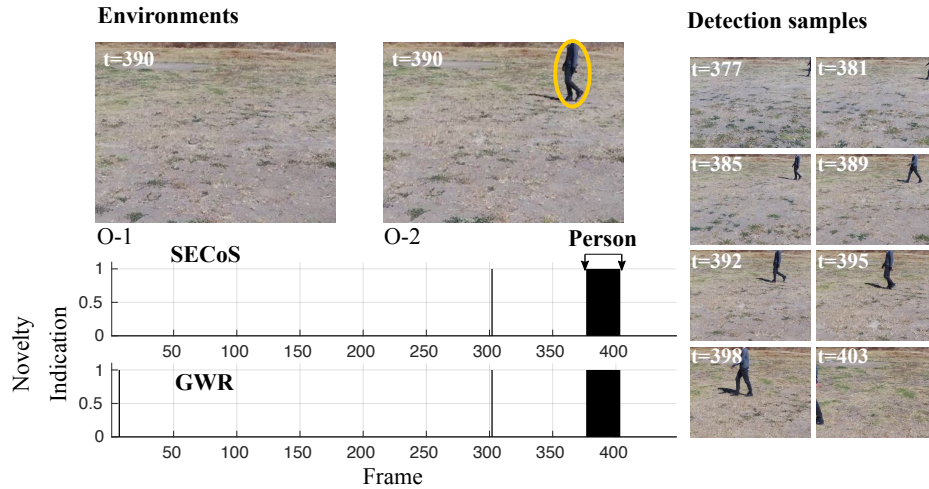 Environments
Detection samples
t=390
t=390
O-1
O-2
t=377
t=381
t=385
t=389
t=392
t=395
t=398
t=403
SECoS
Person
1
0.5
0
50 100 150 200 250 300 350 400
GWR
1
0.5
0
50 100 150 200 250 300 350 400
Novelty
Indication
Frame